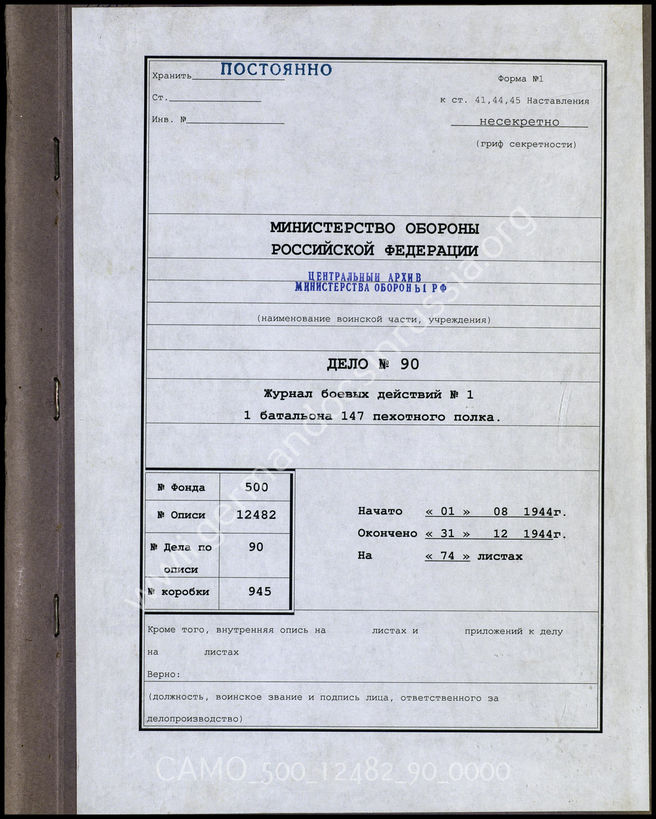 Хранить ПОСТОЯННО
Ст.
Инв. №
Форма №1
к ст. 41,44,45 Наставления
несекретно
(гриф секретности)
МИНИСТЕРСТВО ОБОРОНЫ
РОССИЙСКОЙ ФЕДЕРАЦИИ
ЦЕНТРАЛЬНЫЙ АРХИВ
МИНИСТЕРСТВА ОБОРОНЫ РФ
(наименование воинской части, учреждения)
ДЕЛО № 90
Журнал боевых действий № 1
1 батальона 147 пехотного полка.
№ Фонда 500
№ Описи 12482
№ Дела по описи 90
№ коробки 945
Начато « 01 » 08 1944г.
Окончено « 31 » 12 1944г.
На « 74 » листах
Кроме того, внутренняя опись на листах и приложений к делу
на листах
Верно:
(должность, воинское звание и подпись лица, ответственного за
делопроизводство)
www.germandocsinrussia.org
CAMO_500_12482_90_0000